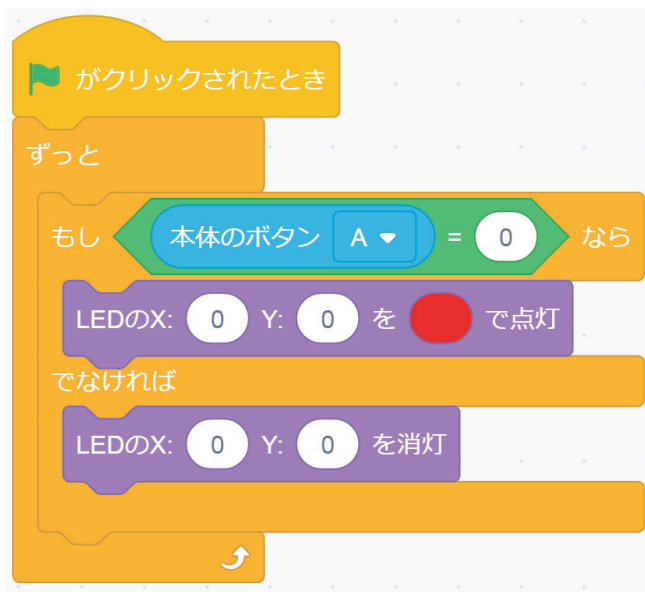 がクリックされたとき
ずっと
もし 本体のボタン A = 0 なら
LEDのX: 0 Y: 0 を で点灯
でなければ
LEDのX: 0 Y: 0 を消灯